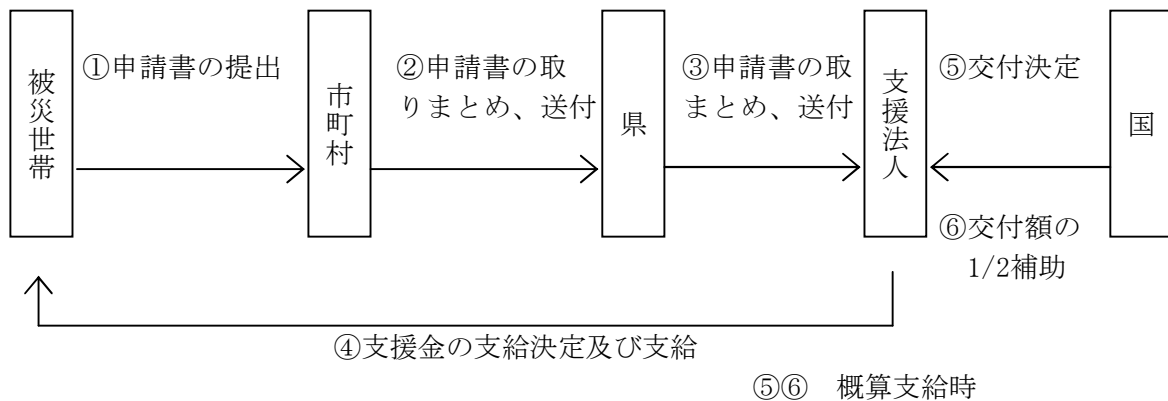 被災世帯
①申請書の提出
市町村
②申請書の取
りまとめ、送付
県
③申請書の取
まとめ、送付
支援法人
⑤交付決定
国
⑥交付額の
1/2補助
④支援金の支給決定及び支給
⑤⑥　概算支給時